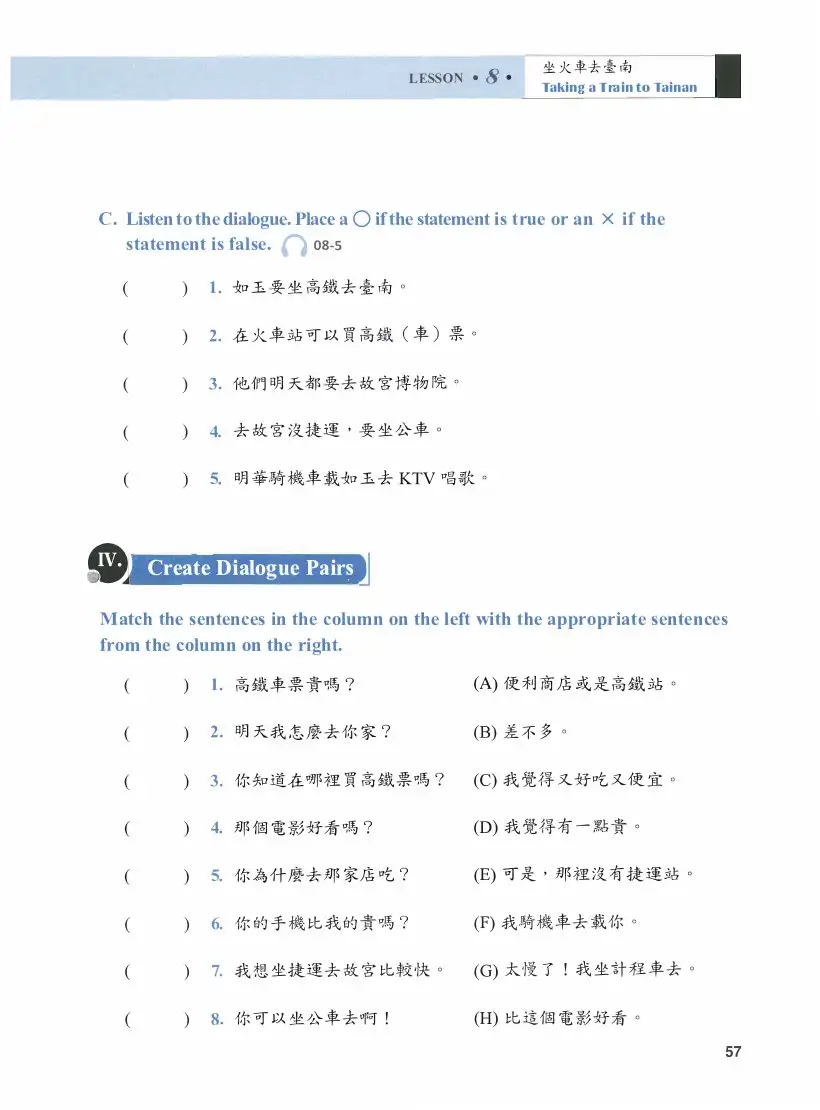 LESSON • 8 •
坐火車去臺南
Taking a Train to Tainan
C. Listen to the dialogue. Place a ○ if the statement is true or an × if the
statement is false. 08-5
( ) 1. 如玉要坐高鐵去臺南。
( ) 2. 在火車站可以買高鐵（車）票。
( ) 3. 他們明天都要去故宮博物院。
( ) 4. 去故宮沒捷運，要坐公車。
( ) 5. 明華騎機車載如玉去 KTV 唱歌。
IV. Create Dialogue Pairs
Match the sentences in the column on the left with the appropriate sentences
from the column on the right.
( ) 1. 高鐵車票貴嗎？ (A) 便利商店或是高鐵站。
( ) 2. 明天我怎麼去你家？ (B) 差不多。
( ) 3. 你知道在哪裡買高鐵票嗎？ (C) 我覺得又好吃又便宜。
( ) 4. 那個電影好看嗎？ (D) 我覺得有一點貴。
( ) 5. 你為什麼去那家店吃？ (E) 可是，那裡沒有捷運站。
( ) 6. 你的手機比我的貴嗎？ (F) 我騎機車去載你。
( ) 7. 我想坐捷運去故宮比較快。 (G) 太慢了！我坐計程車去。
( ) 8. 你可以坐公車去啊！ (H) 比這個電影好看。
57